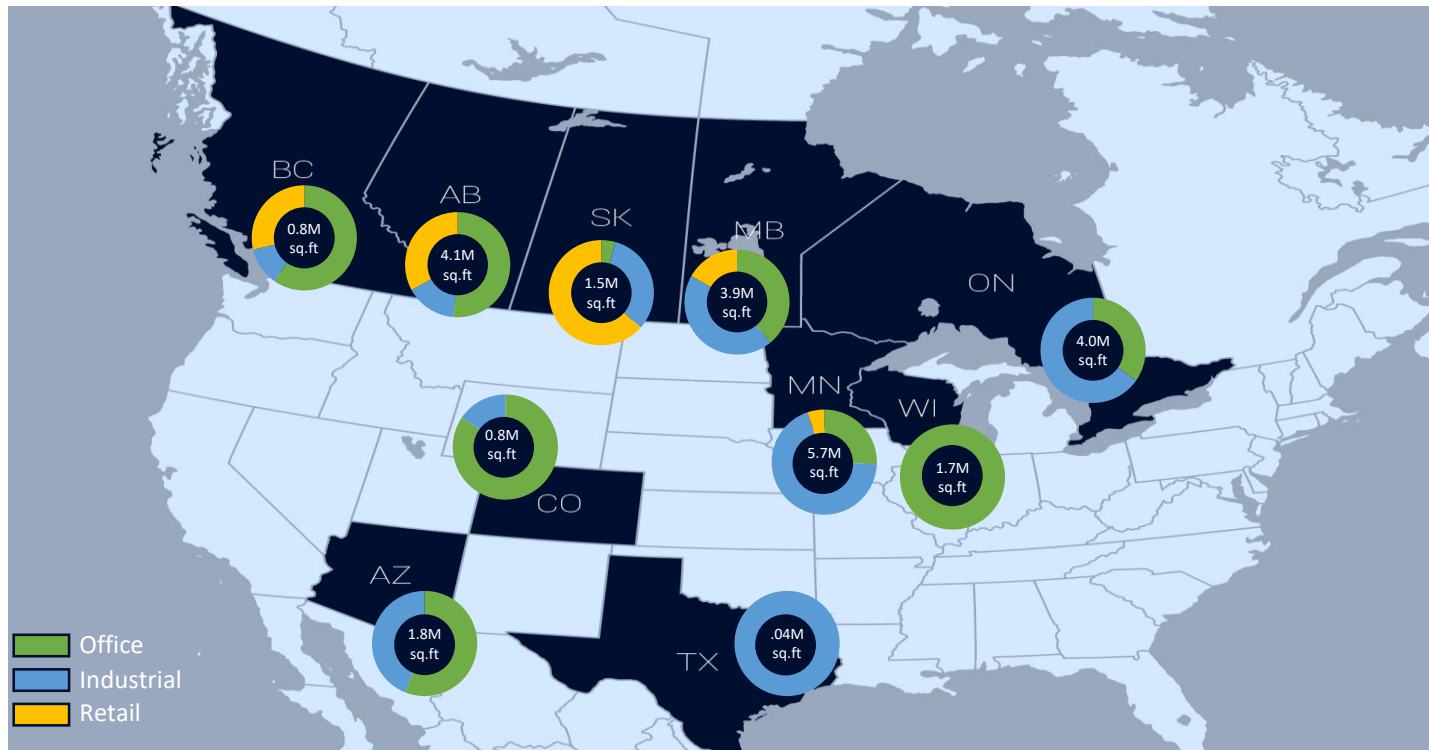 BC
0.8M
sq.ft
AB
4.1M
sq.ft
SK
1.5M
sq.ft
MB
3.9M
sq.ft
ON
4.0M
sq.ft
MN
5.7M
sq.ft
WI
1.7M
sq.ft
0.8M
sq.ft
CO
AZ
1.8M
sq.ft
TX
.04M
sq.ft
Office
Industrial
Retail